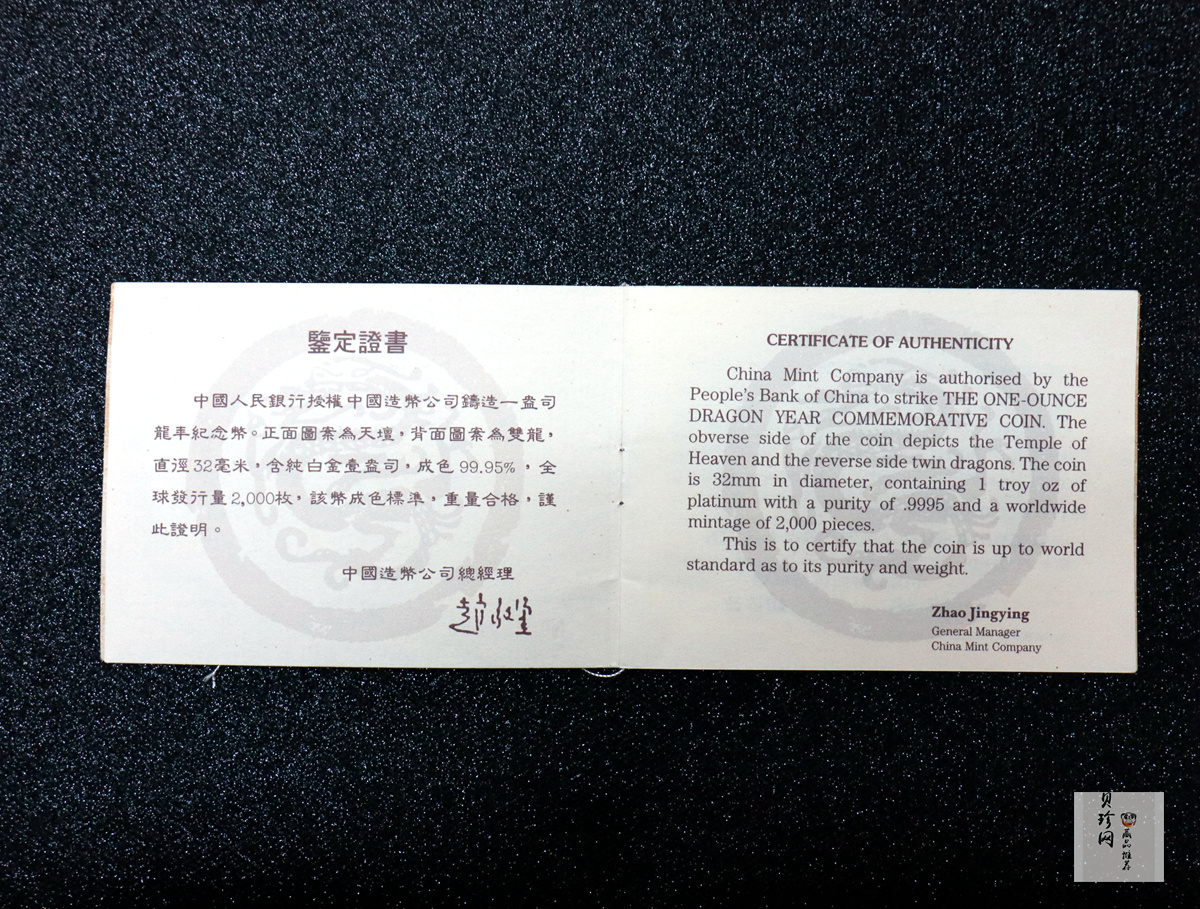 鑒定證書
中國人民銀行授權中國造幣公司鑄造一盎司
龍年紀念幣。正面圖案為天壇，背面圖案為雙龍，
直徑32毫米，含純白金壹盎司，成色99.95%，全
球發行量2,000枚，該幣成色標準，重量合格，謹
此證明。
中國造幣公司總經理
CERTIFICATE OF AUTHENTICITY
China Mint Company is authorised by the
People's Bank of China to strike THE ONE-OUNCE
DRAGON YEAR COMMEMORATIVE COIN. The
obverse side of the coin depicts the Temple of
Heaven and the reverse side twin dragons. The coin
is 32mm in diameter, containing 1 troy oz of
platinum with a purity of .9995 and a worldwide
mintage of 2,000 pieces.
This is to certify that the coin is up to world
standard as to its purity and weight.
Zhao Jingying
General Manager
China Mint Company
珍网
藏品推荐